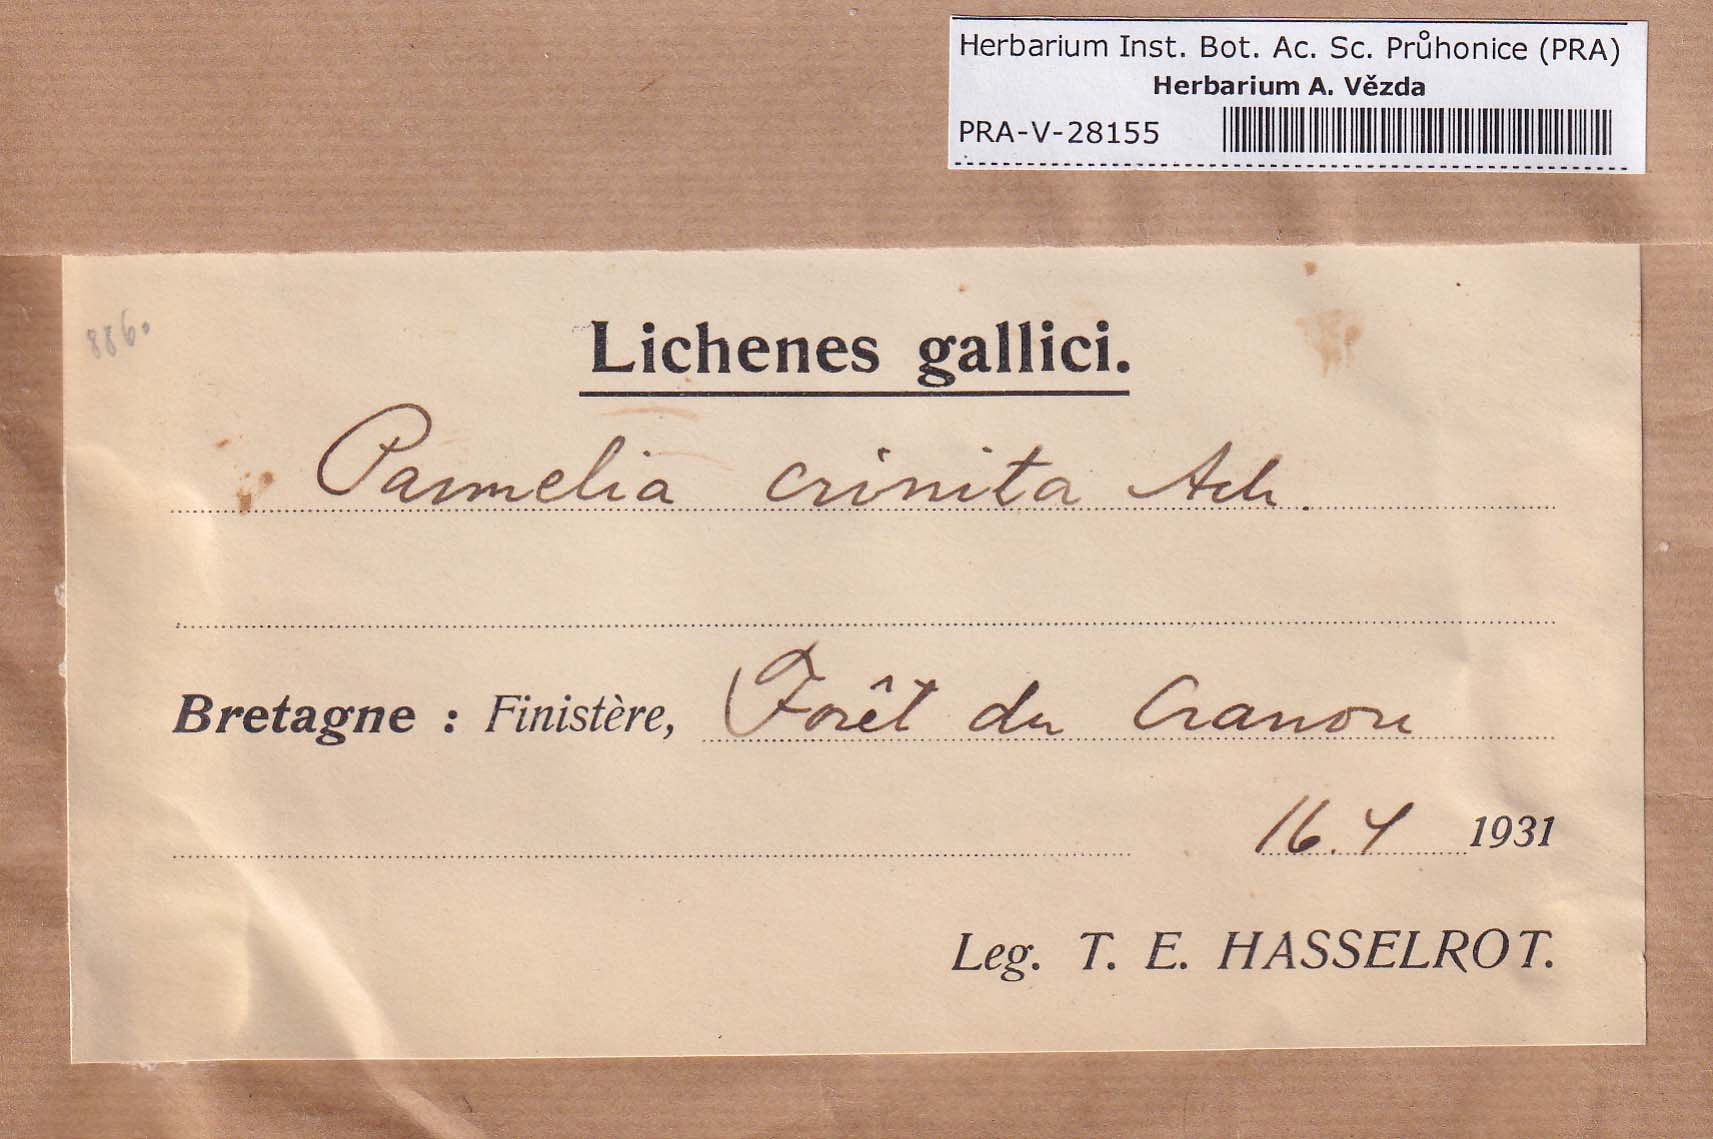 Herbarium Inst. Bot. Ac. Sc. Průhonice (PRA)
Herbarium A. Vězda
PRA-V-28155
Lichenes gallici.
Parmelia crinita Ach.
Bretagne : Finistère, Forêt du Cranou
16.4 1931
Leg. T. E. HASSELROT.